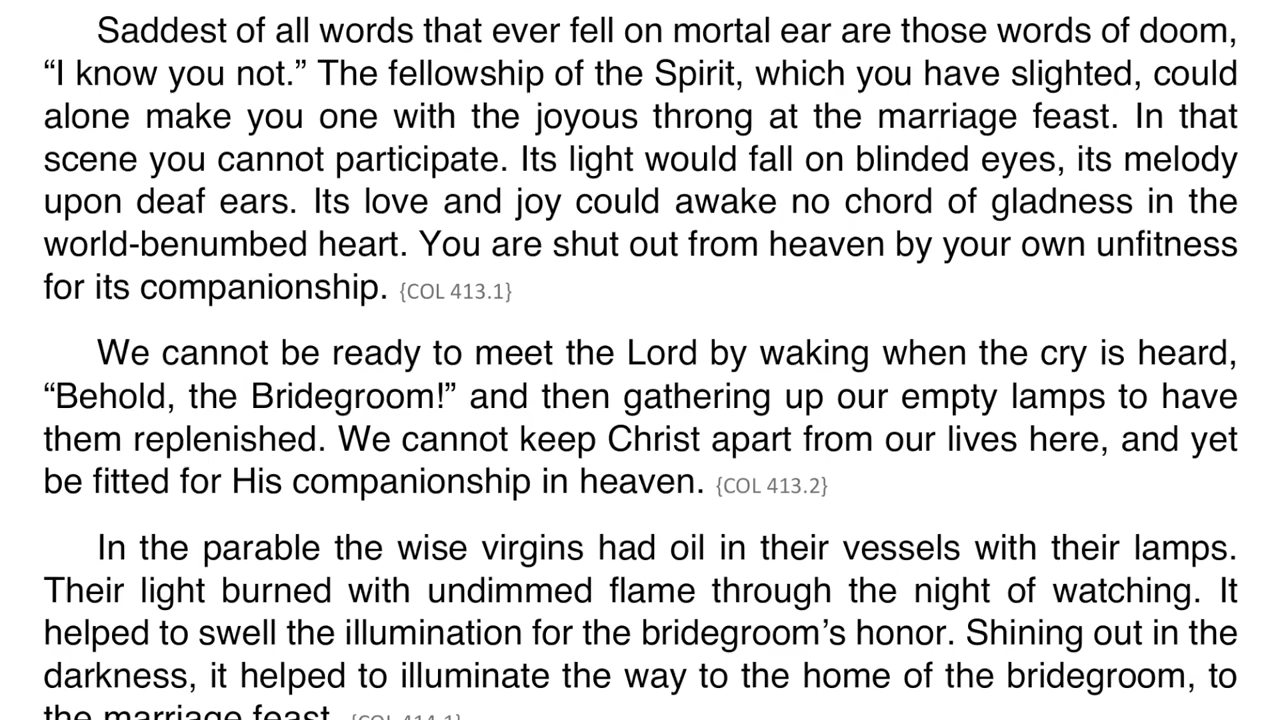 Saddest of all words that ever fell on mortal ear are those words of doom,
“I know you not.” The fellowship of the Spirit, which you have slighted, could
alone make you one with the joyous throng at the marriage feast. In that
scene you cannot participate. Its light would fall on blinded eyes, its melody
upon deaf ears. Its love and joy could awake no chord of gladness in the
world-benumbed heart. You are shut out from heaven by your own unfitness
for its companionship. {COL 413.1}
We cannot be ready to meet the Lord by waking when the cry is heard,
“Behold, the Bridegroom!” and then gathering up our empty lamps to have
them replenished. We cannot keep Christ apart from our lives here, and yet
be fitted for His companionship in heaven. {COL 413.2}
In the parable the wise virgins had oil in their vessels with their lamps.
Their light burned with undimmed flame through the night of watching. It
helped to swell the illumination for the bridegroom’s honor. Shining out in the
darkness, it helped to illuminate the way to the home of the bridegroom, to
the marriage feast. {COL 414.1}